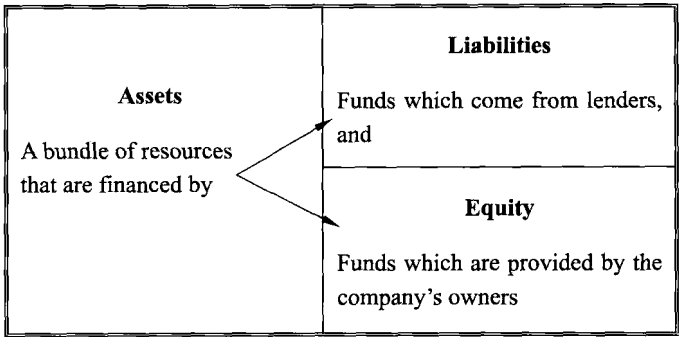 Assets
A bundle of resources
that are financed by
Liabilities
Funds which come from lenders,
and
Equity
Funds which are provided by the
company's owners